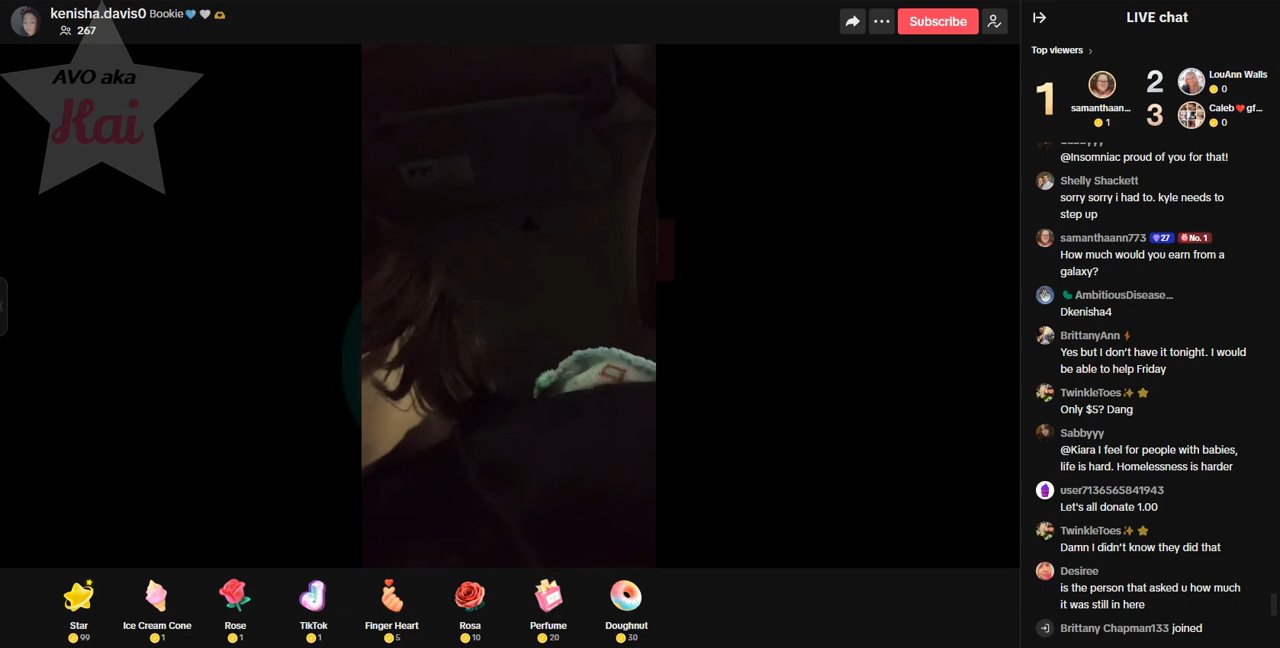 kenisha.davis0 Bookie
267
Subscribe
AVO aka
Kai
LIVE chat
Top viewers
1
samanthaan...
1
2
LouAnn Walls
0
3
Caleb❤️gf...
0
Sabbyyy
@Insomniac proud of you for that!
Shelly Shackett
sorry sorry i had to. kyle needs to
step up
samanthaann773 27 No. 1
How much would you earn from a
galaxy?
AmbitiousDisease...
Dkenisha4
BrittanyAnn
Yes but I don't have it tonight. I would
be able to help Friday
TwinkleToes
Only $5? Dang
Sabbyyy
@Kiara I feel for people with babies,
life is hard. Homelessness is harder
user7136565841943
Let's all donate 1.00
TwinkleToes
Damn I didn't know they did that
Desiree
is the person that asked u how much
it was still in here
Brittany Chapman133 joined
Star
99
Ice Cream Cone
1
Rose
1
TikTok
1
Finger Heart
5
Rosa
10
Perfume
20
Doughnut
30